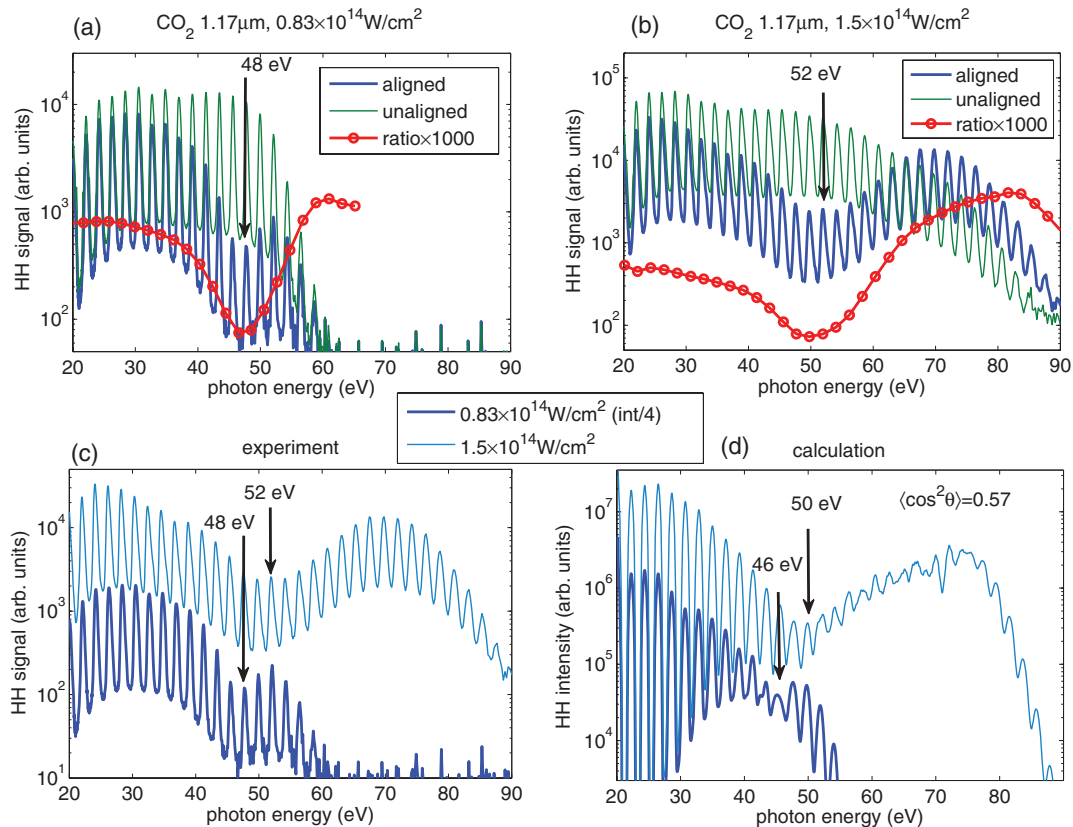 (a)
CO2 1.17μm, 0.83×10^14W/cm^2
48 eV
aligned
unaligned
ratio×1000
HH signal (arb. units)
10^4
10^3
10^2
20 30 40 50 60 70 80 90
photon energy (eV)
(b)
CO2 1.17μm, 1.5×10^14W/cm^2
52 eV
aligned
unaligned
ratio×1000
HH signal (arb. units)
10^5
10^4
10^3
10^2
20 30 40 50 60 70 80 90
photon energy (eV)
0.83×10^14W/cm^2 (int/4)
1.5×10^14W/cm^2
(c)
experiment
52 eV
48 eV
HH signal (arb. units)
10^4
10^3
10^2
10^1
20 30 40 50 60 70 80 90
photon energy (eV)
(d)
calculation
50 eV
⟨cos^2θ⟩=0.57
46 eV
HH intensity (arb. units)
10^7
10^6
10^5
10^4
20 30 40 50 60 70 80
photon energy (eV)